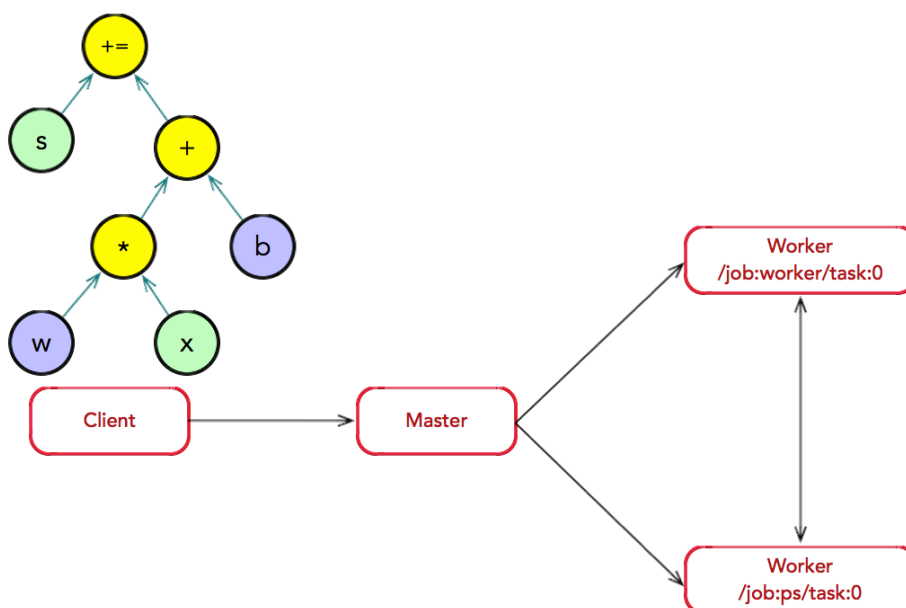 +=
s
+
*
b
w
x
Worker
/job:worker/task:0
Client
Master
Worker
/job:ps/task:0